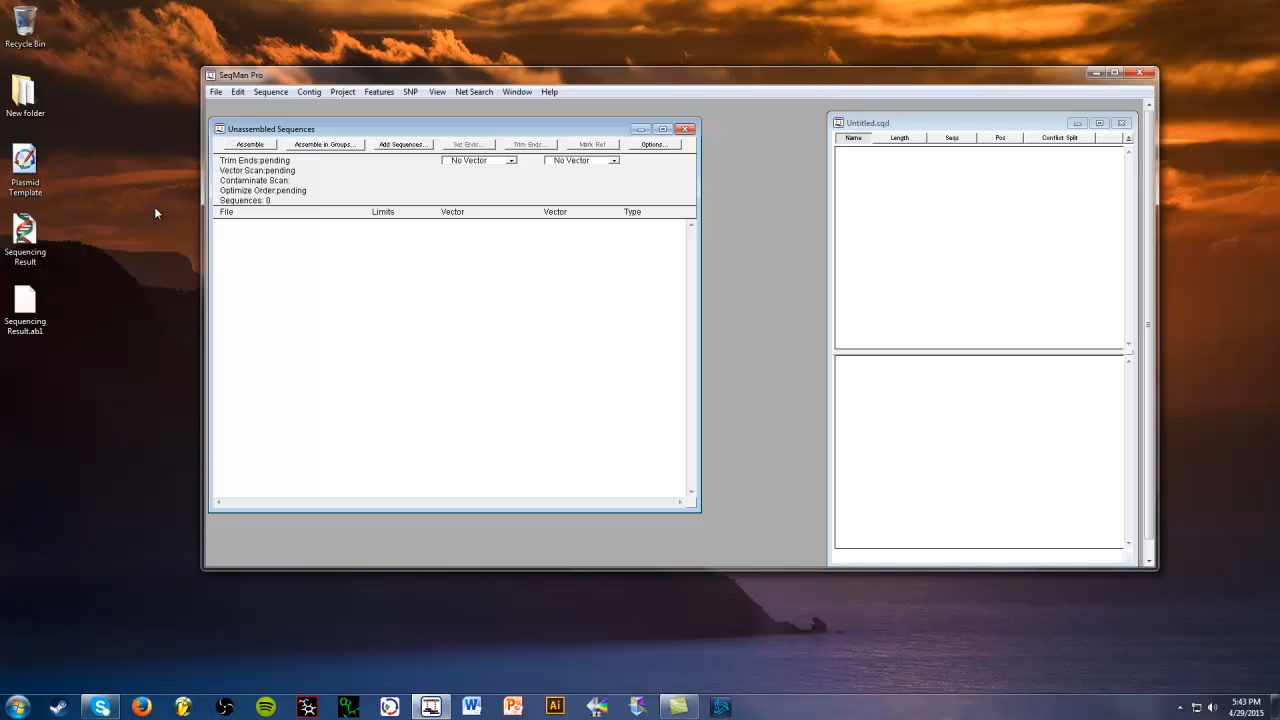 Recycle Bin
New folder
Plasmid
Template
Sequencing
Result
Sequencing
Result.ab1
SeqMan Pro
File Edit Sequence Contig Project Features SNP View Net Search Window Help
Unassembled Sequences
Assemble Assemble in Groups... Add Sequences... Set Ends... Trim Ends... Mark Ref Options...
Trim Ends:pending No Vector No Vector
Vector Scan:pending
Contaminate Scan:
Optimize Order:pending
Sequences: 0
File Limits Vector Vector Type
Untitled.sqd
Name Length Seqs Pos Conflict Split
5:43 PM
4/29/2015